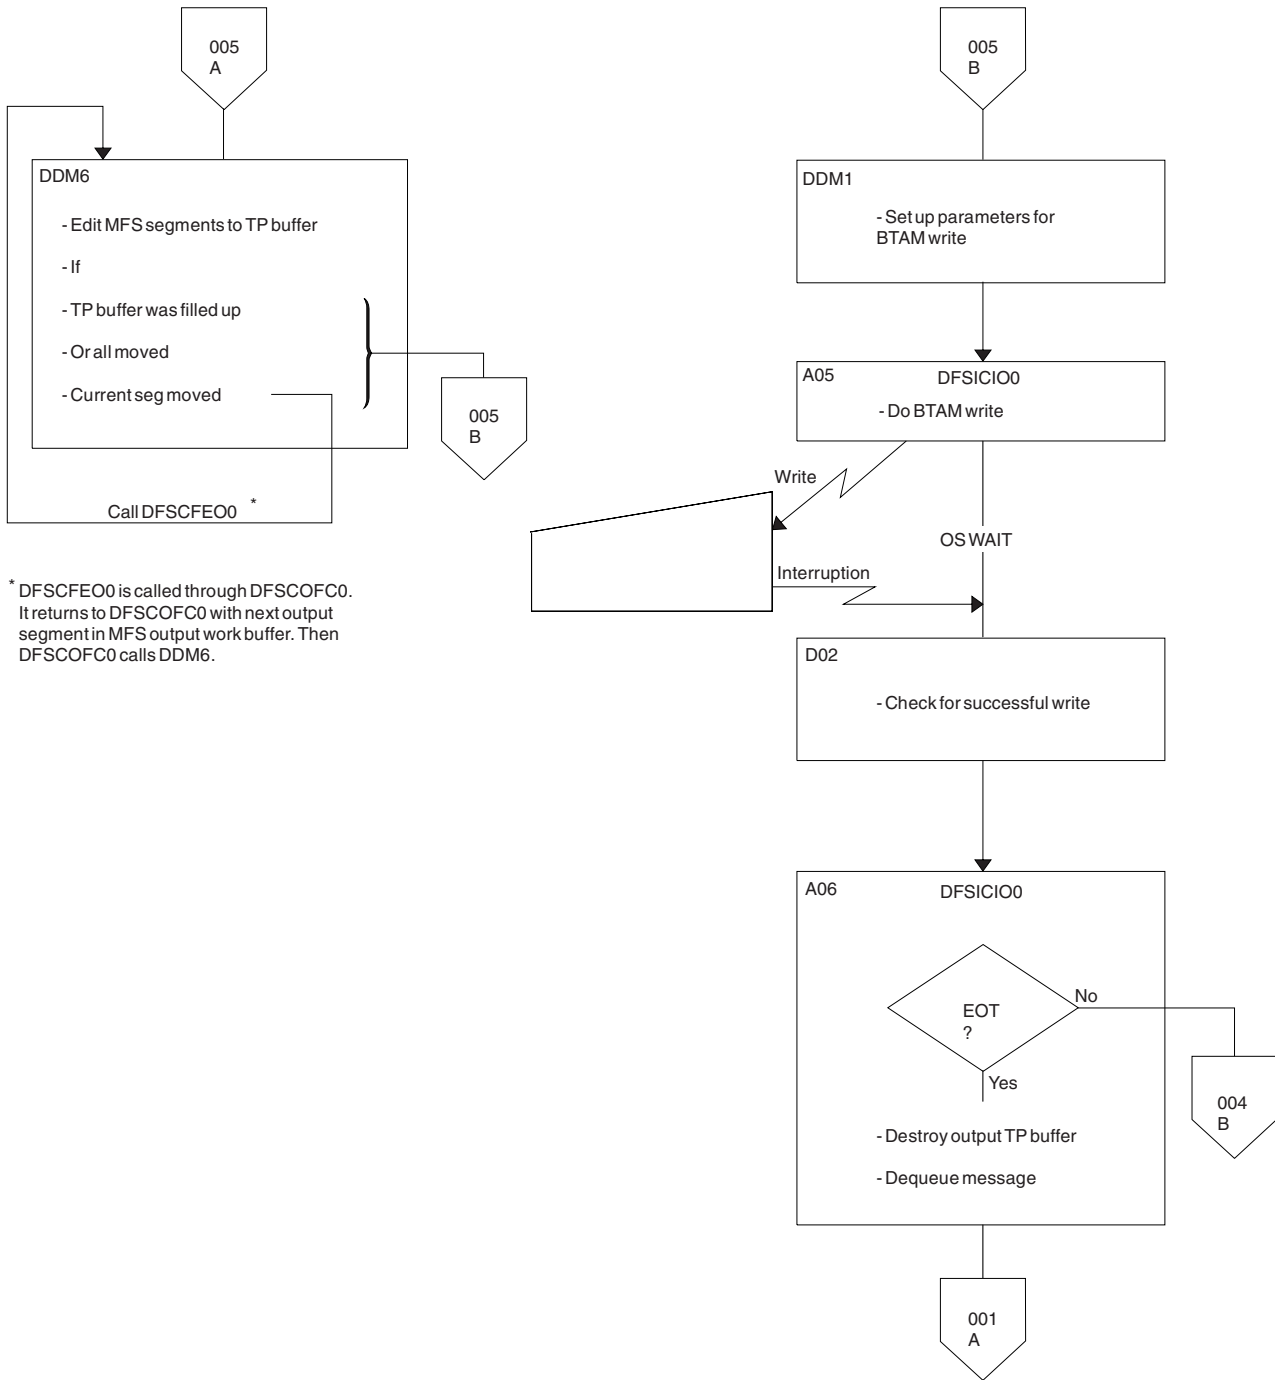 005
A
DDM6
- Edit MFS segments to TP buffer
- If
- TP buffer was filled up
- Or all moved
- Current seg moved
005
B
Call DFSCFEO0 *
* DFSCFEO0 is called through DFSCOFC0.
It returns to DFSCOFC0 with next output
segment in MFS output work buffer. Then
DFSCOFC0 calls DDM6.
005
B
DDM1
- Set up parameters for
BTAM write
A05 DFSICIO0
- Do BTAM write
Write
OS WAIT
Interruption
D02
- Check for successful write
A06 DFSICIO0
EOT
?
No
Yes
004
B
- Destroy output TP buffer
- Dequeue message
001
A